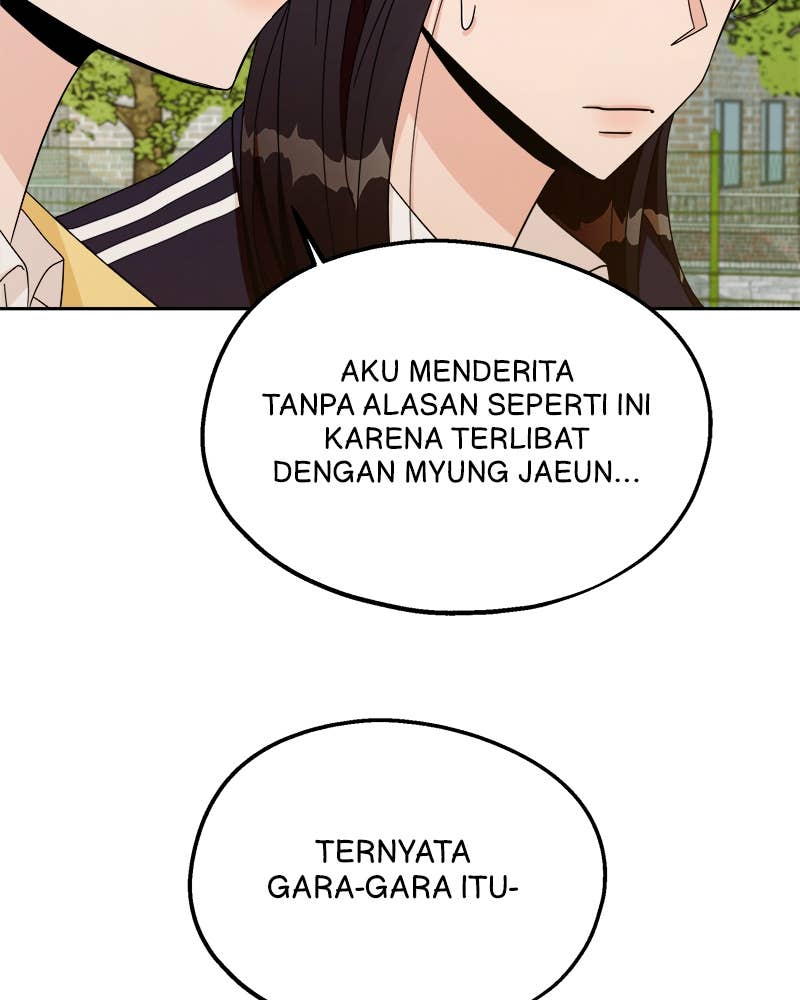 AKU MENDERITA
TANPA ALASAN SEPERTI INI
KARENA TERLIBAT
DENGAN MYUNG JAEUN...
TERNYATA
GARA-GARA ITU-